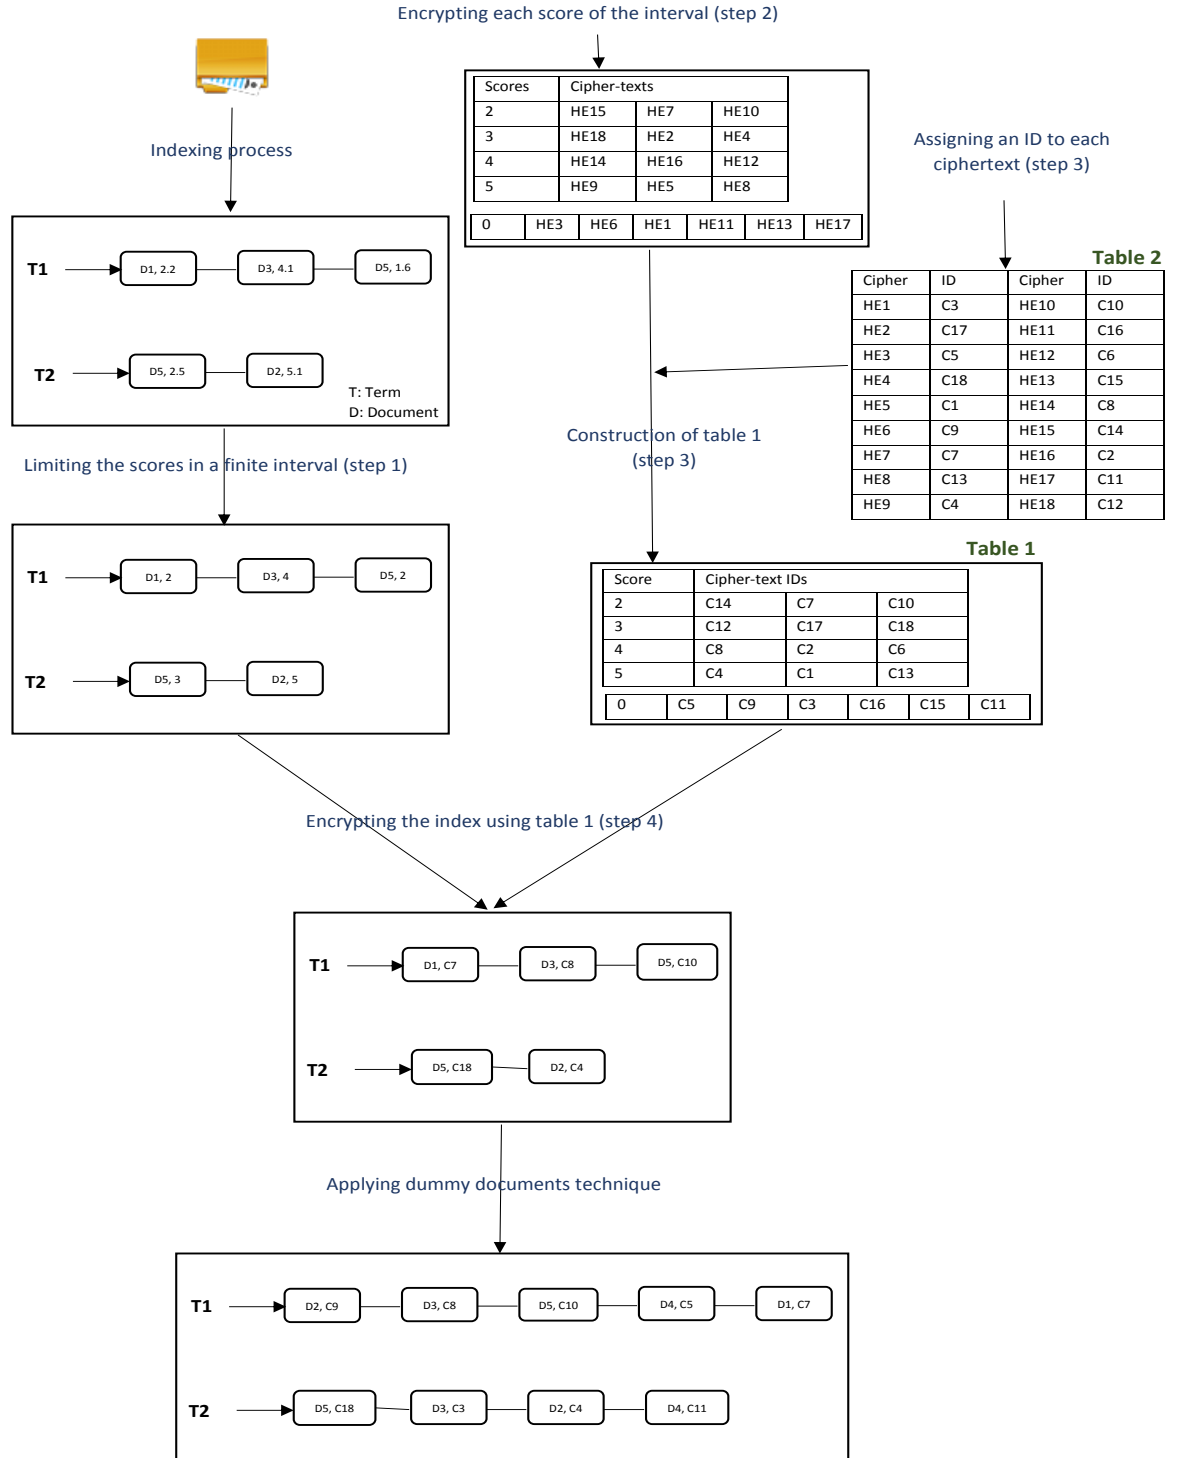 Encrypting each score of the interval (step 2)
Scores Cipher-texts
2 HE15 HE7 HE10
3 HE18 HE2 HE4
4 HE14 HE16 HE12
5 HE9 HE5 HE8
0 HE3 HE6 HE1 HE11 HE13 HE17
Indexing process
Assigning an ID to each
ciphertext (step 3)
T1 D1, 2.2 D3, 4.1 D5, 1.6
T2 D5, 2.5 D2, 5.1
T: Term
D: Document
Table 2
Cipher ID Cipher ID
HE1 C3 HE10 C10
HE2 C17 HE11 C16
HE3 C5 HE12 C6
HE4 C18 HE13 C15
HE5 C1 HE14 C8
HE6 C9 HE15 C14
HE7 C7 HE16 C2
HE8 C13 HE17 C11
HE9 C4 HE18 C12
Limiting the scores in a finite interval (step 1)
Construction of table 1
(step 3)
T1 D1, 2 D3, 4 D5, 2
T2 D5, 3 D2, 5
Table 1
Score Cipher-text IDs
2 C14 C7 C10
3 C12 C17 C18
4 C8 C2 C6
5 C4 C1 C13
0 C5 C9 C3 C16 C15 C11
Encrypting the index using table 1 (step 4)
T1 D1, C7 D3, C8 D5, C10
T2 D5, C18 D2, C4
Applying dummy documents technique
T1 D2, C9 D3, C8 D5, C10 D4, C5 D1, C7
T2 D5, C18 D3, C3 D2, C4 D4, C11